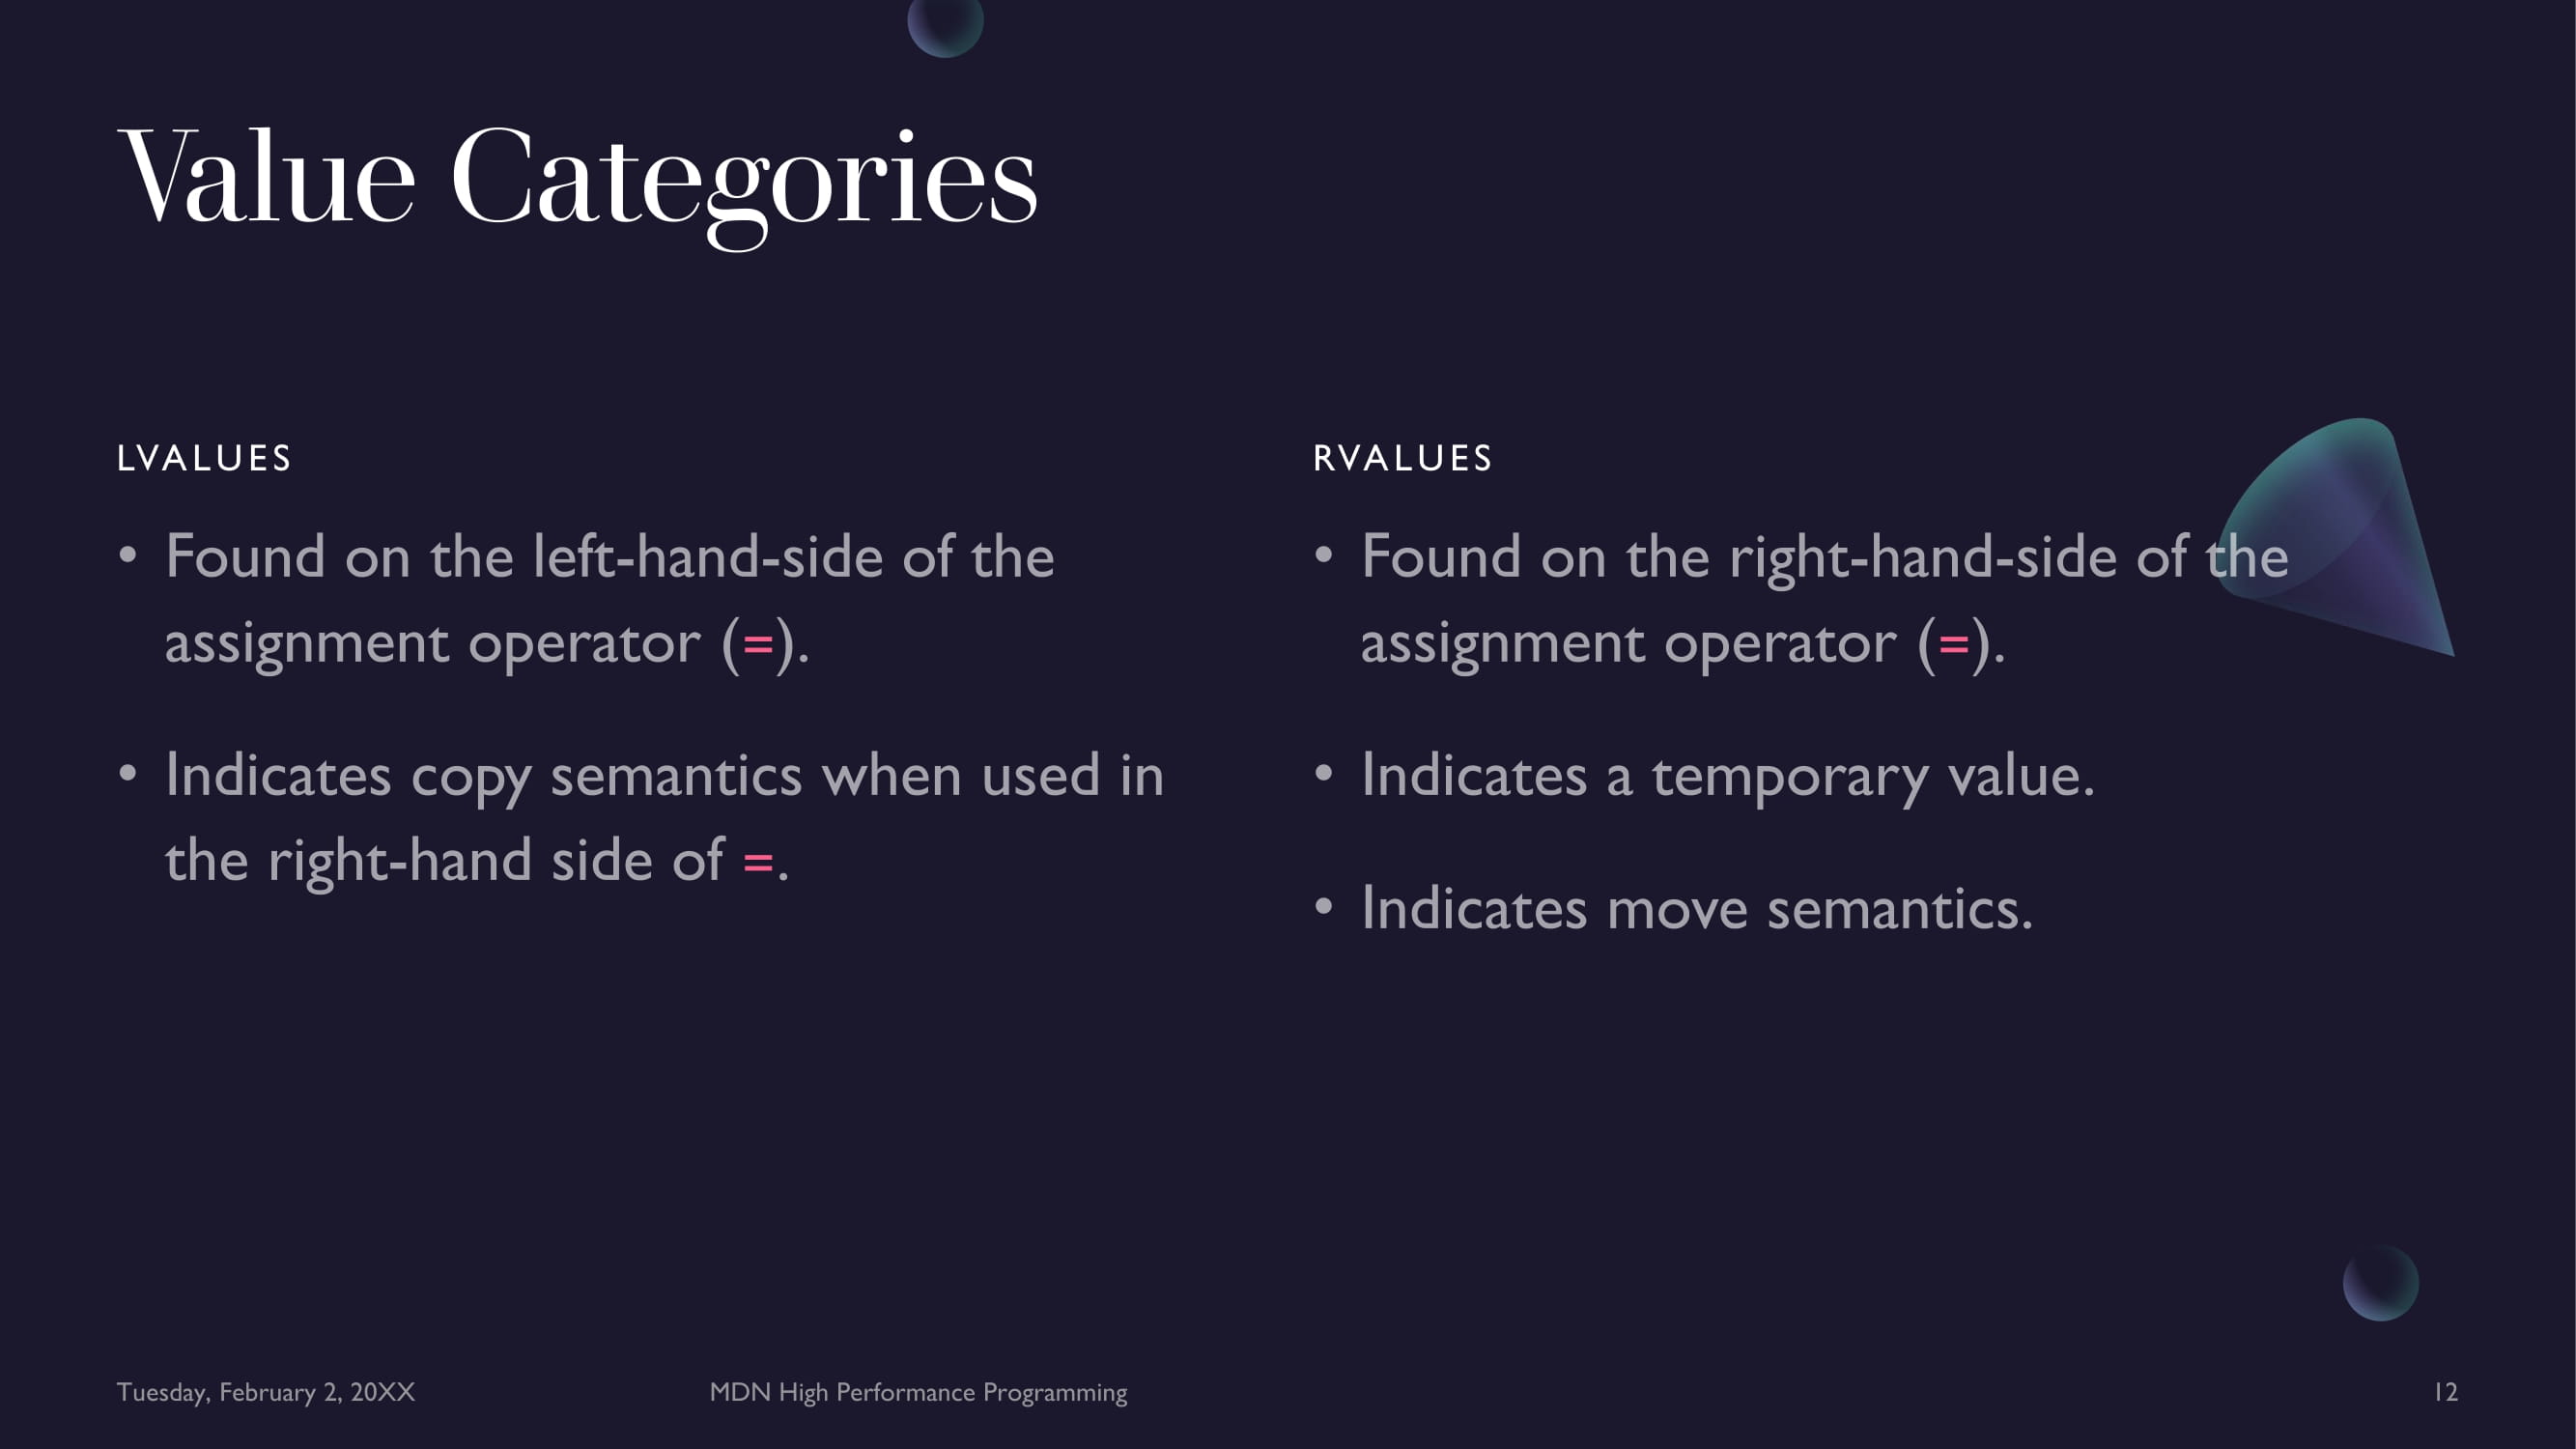 Value Categories
LVALUES
• Found on the left-hand-side of the
assignment operator (=).
• Indicates copy semantics when used in
the right-hand side of =.
RVALUES
• Found on the right-hand-side of the
assignment operator (=).
• Indicates a temporary value.
• Indicates move semantics.
Tuesday, February 2, 20XX
MDN High Performance Programming
12